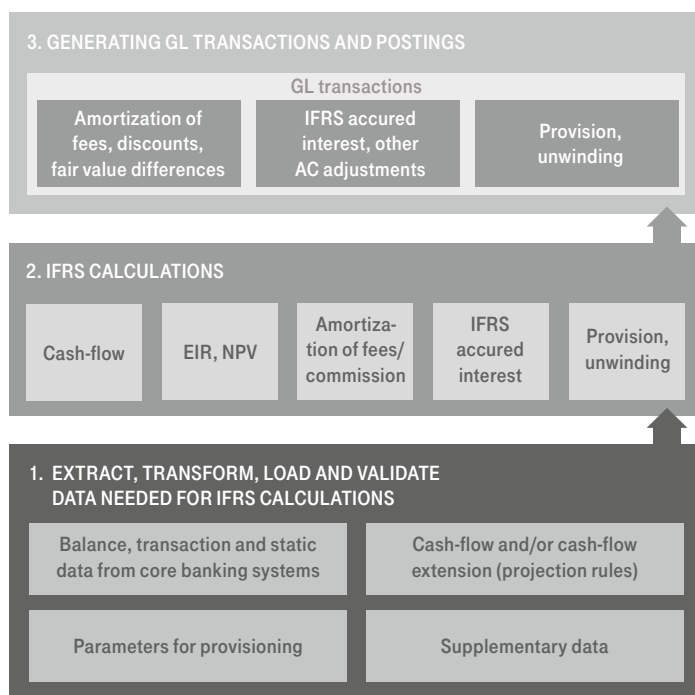 3. GENERATING GL TRANSACTIONS AND POSTINGS
GL transactions
Amortization of
fees, discounts,
fair value differences
IFRS accured
interest, other
AC adjustments
Provision,
unwinding
2. IFRS CALCULATIONS
Cash-flow
EIR, NPV
Amortiza-
tion of fees/
commission
IFRS
accured
interest
Provision,
unwinding
1. EXTRACT, TRANSFORM, LOAD AND VALIDATE
DATA NEEDED FOR IFRS CALCULATIONS
Balance, transaction and static
data from core banking systems
Cash-flow and/or cash-flow
extension (projection rules)
Parameters for provisioning
Supplementary data